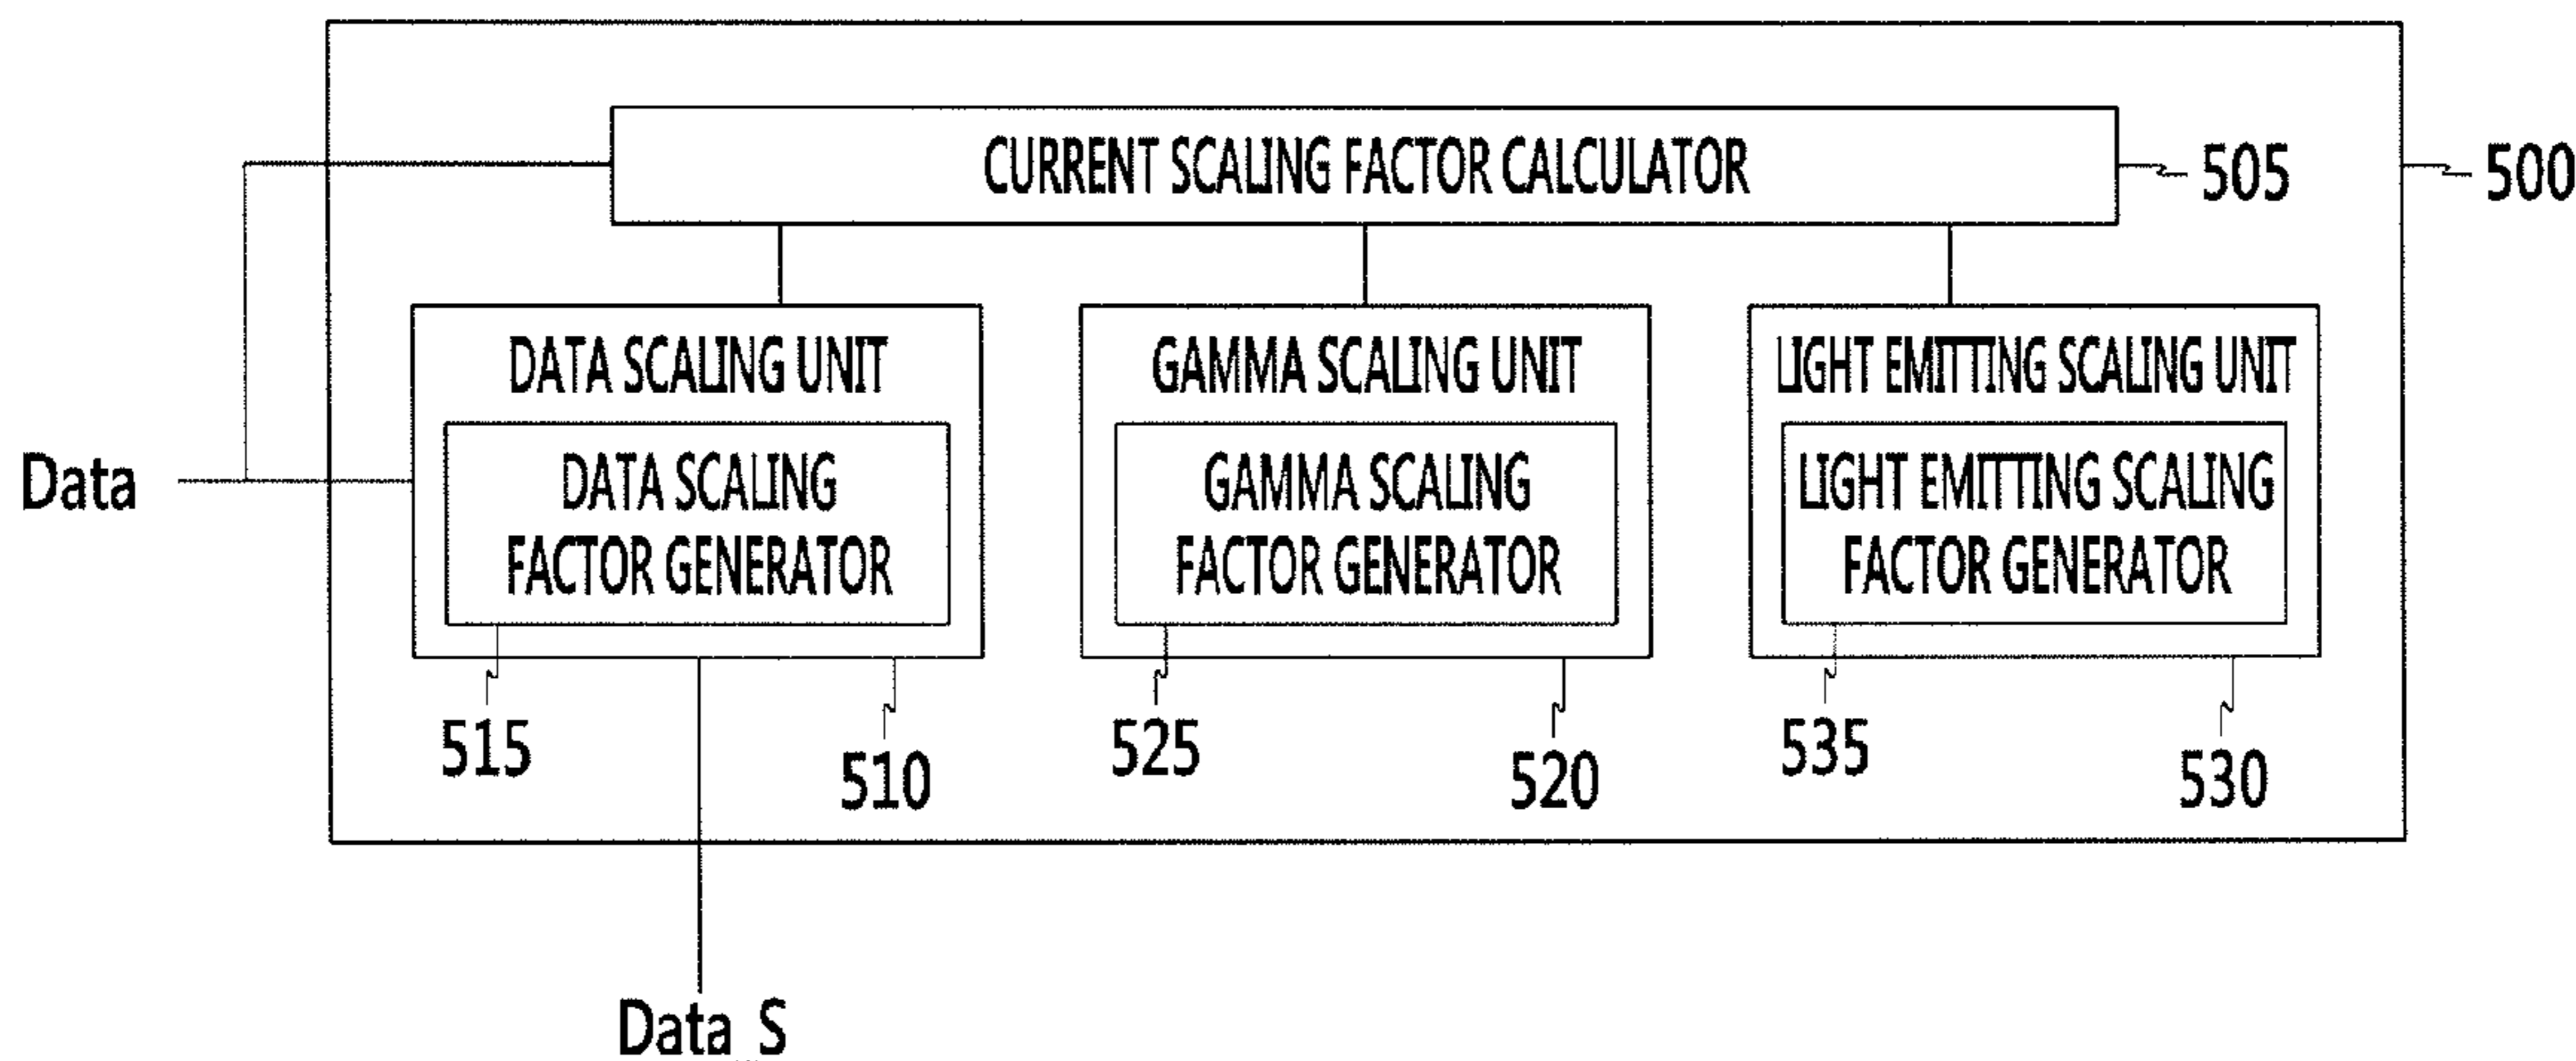 CURRENT SCALING FACTOR CALCULATOR
505
500
DATA SCALING UNIT
GAMMA SCALING UNIT
LIGHT EMITTING SCALING UNIT
Data
DATA SCALING
FACTOR GENERATOR
GAMMA SCALING
FACTOR GENERATOR
LIGHT EMITTING SCALING
FACTOR GENERATOR
515
510
525
520
535
530
Data_S